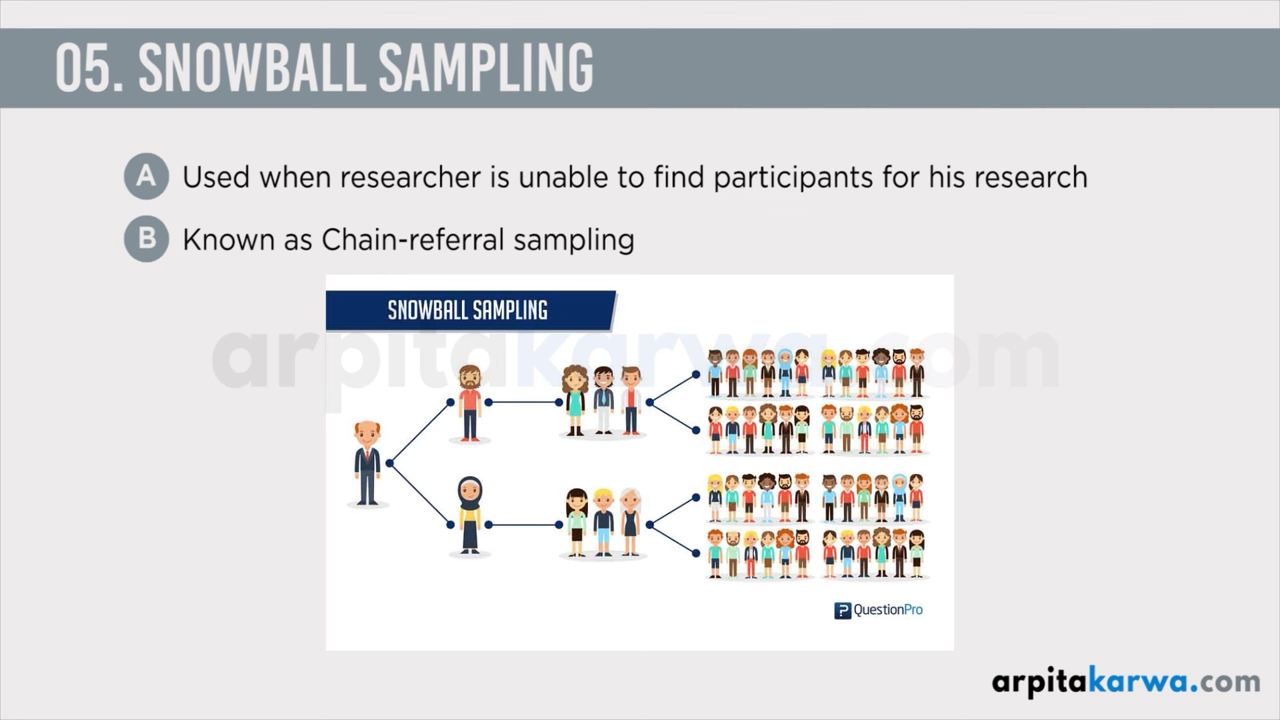 05. SNOWBALL SAMPLING
A Used when researcher is unable to find participants for his research
B Known as Chain-referral sampling
SNOWBALL SAMPLING
arpitakarwa.com
QuestionPro
arpitakarwa.com